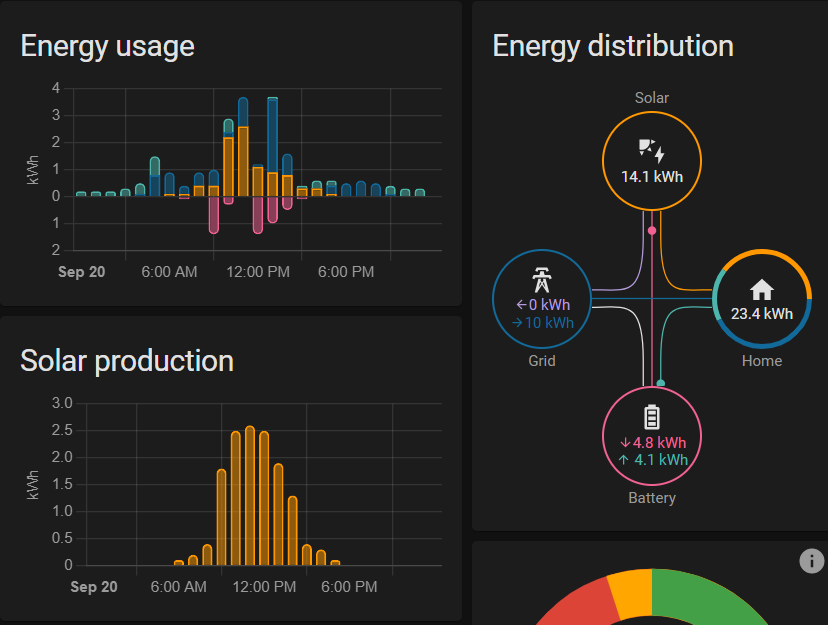 Energy usage
4
3
2
1
0
1
2
kWh
Sep 20
6:00 AM
12:00 PM
6:00 PM
Solar production
3.0
2.5
2.0
1.5
1.0
0.5
0
kWh
Sep 20
6:00 AM
12:00 PM
6:00 PM
Energy distribution
Solar
14.1 kWh
←0 kWh
→10 kWh
Grid
23.4 kWh
Home
↓4.8 kWh
↑4.1 kWh
Battery
i